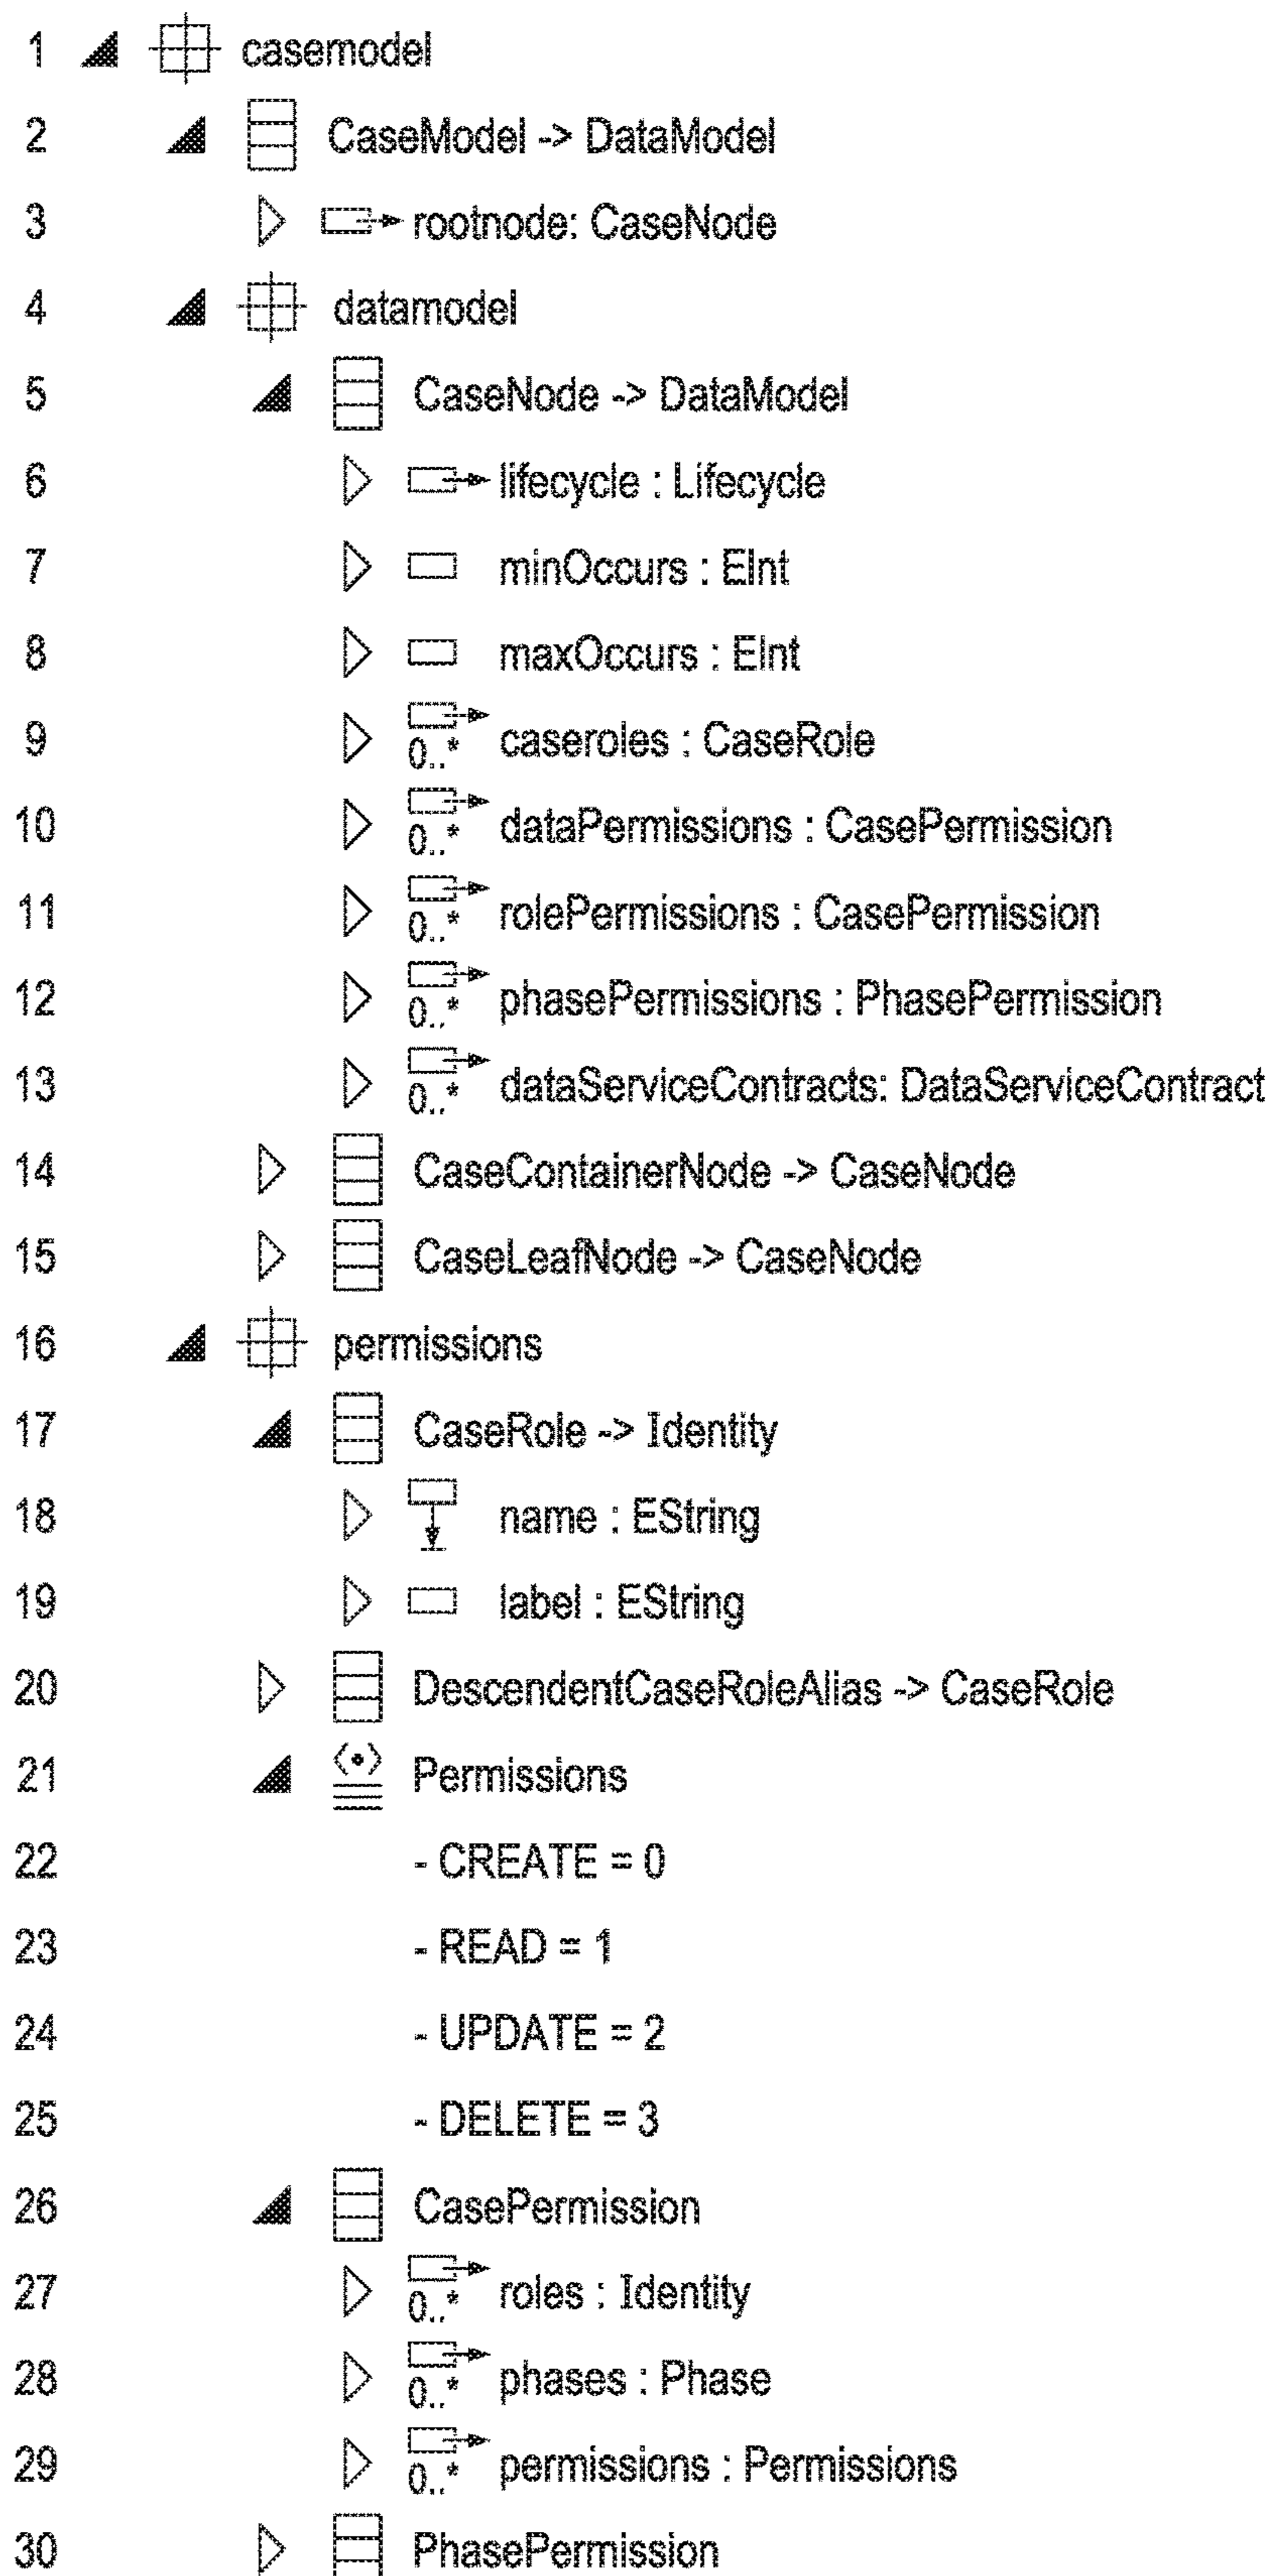 1 casemodel
2 CaseModel -> DataModel
3 rootnode: CaseNode
4 datamodel
5 CaseNode -> DataModel
6 lifecycle : Lifecycle
7 minOccurs : EInt
8 maxOccurs : EInt
9 0..* caseroles : CaseRole
10 0..* dataPermissions : CasePermission
11 0..* rolePermissions : CasePermission
12 0..* phasePermissions : PhasePermission
13 0..* dataServiceContracts: DataServiceContract
14 CaseContainerNode -> CaseNode
15 CaseLeafNode -> CaseNode
16 permissions
17 CaseRole -> Identity
18 name : EString
19 label : EString
20 DescendentCaseRoleAlias -> CaseRole
21 Permissions
22 - CREATE = 0
23 - READ = 1
24 - UPDATE = 2
25 - DELETE = 3
26 CasePermission
27 0..* roles : Identity
28 0..* phases : Phase
29 0..* permissions : Permissions
30 PhasePermission